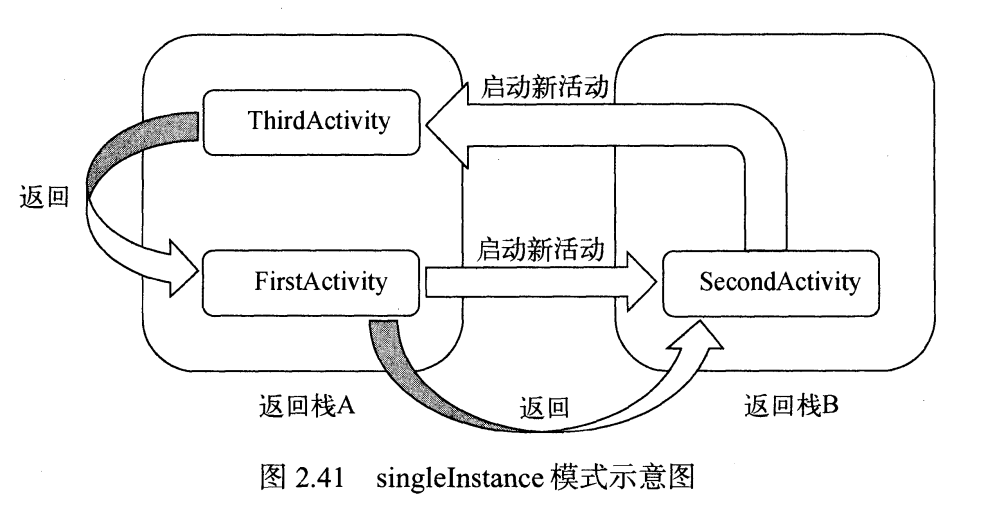 启动新活动
ThirdActivity
返回
启动新活动
FirstActivity
SecondActivity
返回栈A
返回
返回栈B
图 2.41 singleInstance 模式示意图